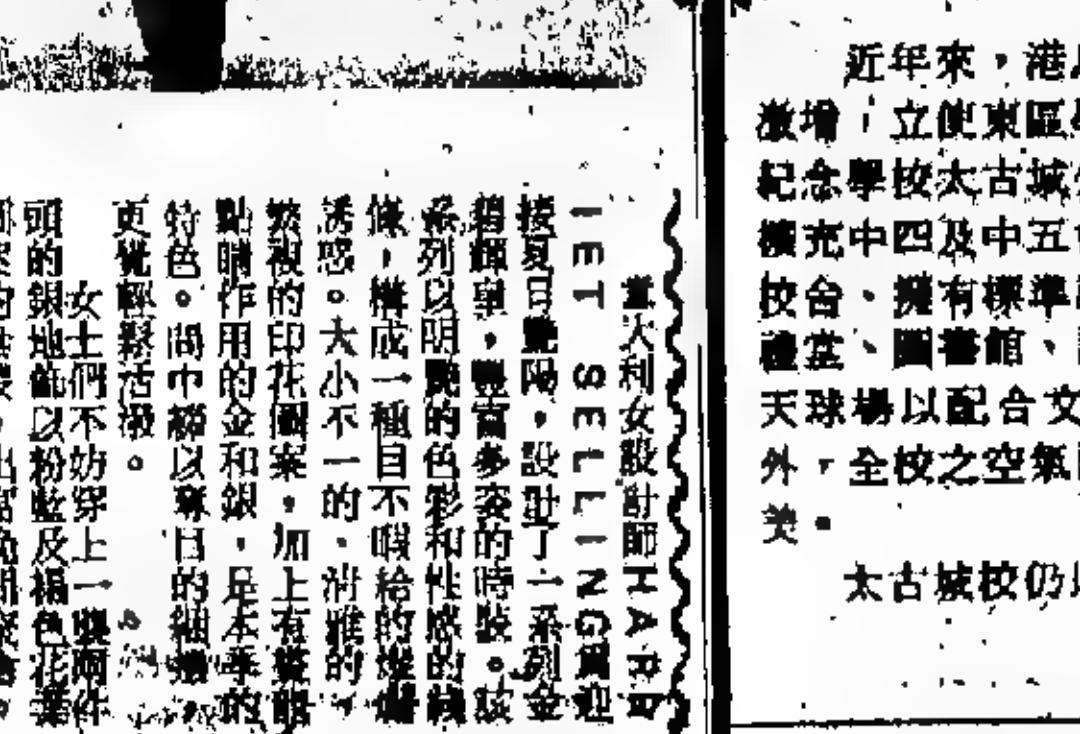 意大利女設計師HARR
IET SELLING爲迎
接夏日艷陽,設計了一系列金
碧輝皇,豐富多姿的時裝。該
系列以明艷的色彩和性感的綫
條,構成一種目不暇給的燦爛
誘惑。大小不一的、清雅的、
繁複的印花圖案,加上有
點睛作用的金和銀,是本季的
特色。間中綴以奪目的細
更覺輕鬆活潑。
女士們不妨穿上一襲兩件
頭的銀地飾以粉藍及褐色花葉
近年來,港
激增,立使東區
紀念學校太古城
擴充中四及中五
校舍、擁有標準
禮堂、圖書館、
天球場以配合文
外,全校之空氣
美。
太古城校仍